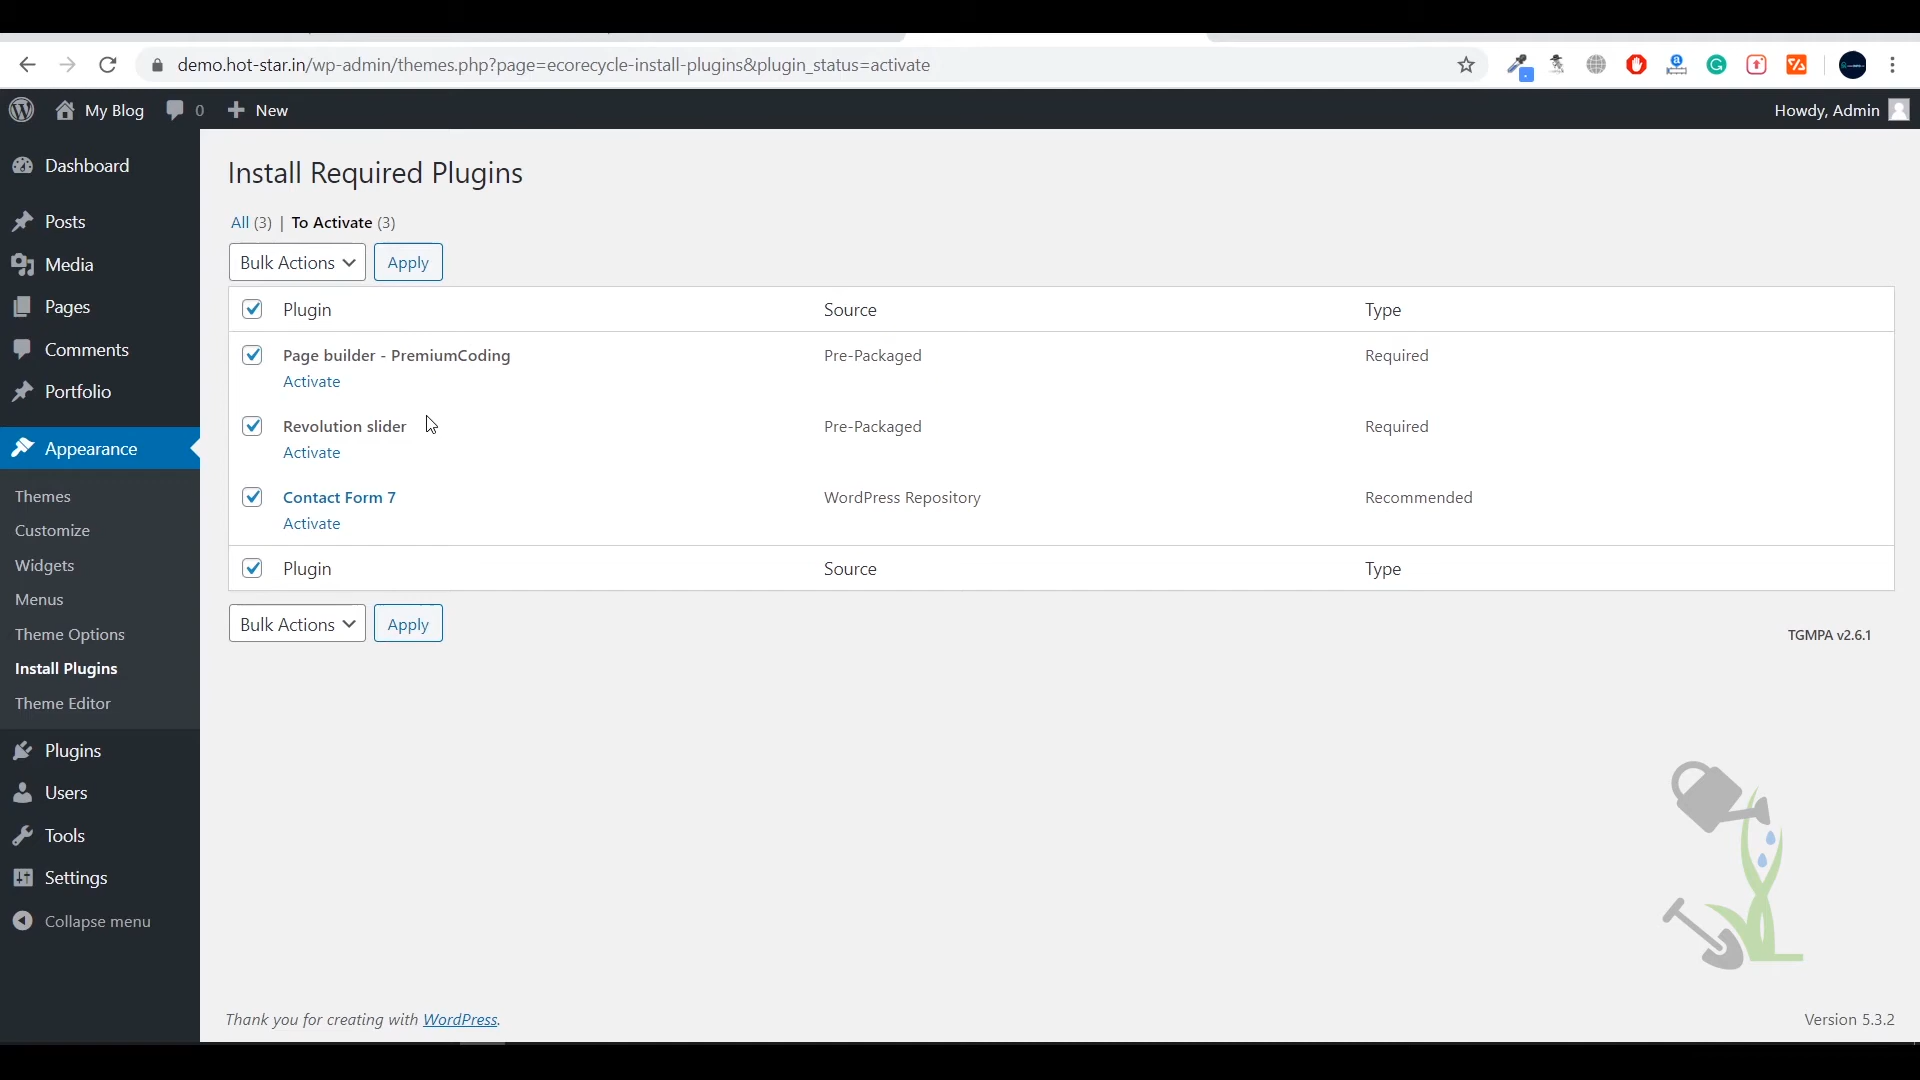 demo.hot-star.in/wp-admin/themes.php?page=ecorecycle-install-plugins&plugin_status=activate
My Blog 0 New Howdy, Admin
Dashboard
Posts
Media
Pages
Comments
Portfolio
Appearance
Themes
Customize
Widgets
Menus
Theme Options
Install Plugins
Theme Editor
Plugins
Users
Tools
Settings
Collapse menu
Install Required Plugins
All (3) | To Activate (3)
Bulk Actions Apply
Plugin Source Type
Page builder - PremiumCoding Pre-Packaged Required
Activate
Revolution slider Pre-Packaged Required
Activate
Contact Form 7 WordPress Repository Recommended
Activate
Plugin Source Type
Bulk Actions Apply
TGMPA v2.6.1
Thank you for creating with WordPress. Version 5.3.2